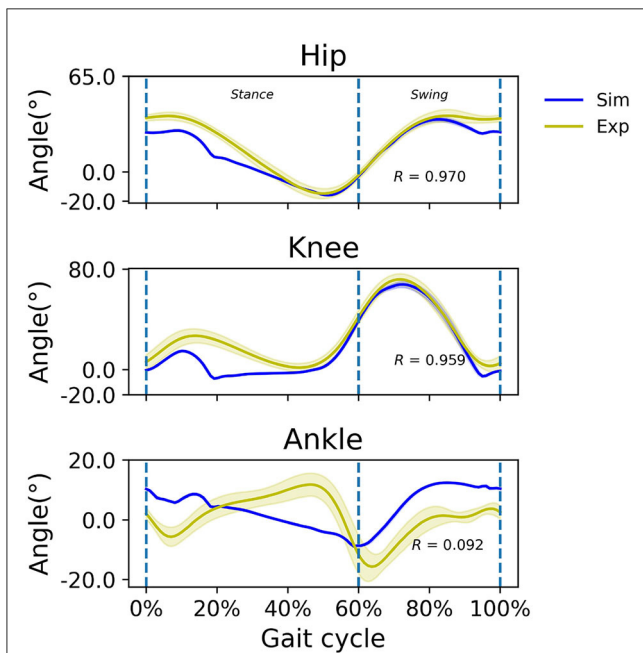 Hip
65.0
0.0
-20.0
Angle(°)
Stance
Swing
R = 0.970
Sim
Exp
Knee
80.0
0.0
-20.0
Angle(°)
R = 0.959
Ankle
20.0
0.0
-20.0
Angle(°)
R = 0.092
0% 20% 40% 60% 80% 100%
Gait cycle